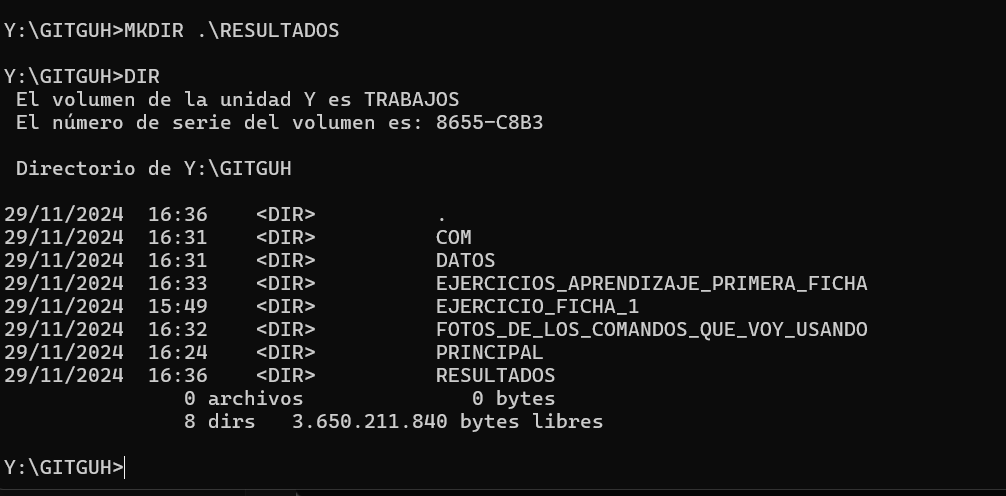 Y:\GITGUH>MKDIR .\RESULTADOS
Y:\GITGUH>DIR
 El volumen de la unidad Y es TRABAJOS
 El número de serie del volumen es: 8655-C8B3
 Directorio de Y:\GITGUH
29/11/2024  16:36    <DIR>          .
29/11/2024  16:31    <DIR>          COM
29/11/2024  16:31    <DIR>          DATOS
29/11/2024  16:33    <DIR>          EJERCICIOS_APRENDIZAJE_PRIMERA_FICHA
29/11/2024  15:49    <DIR>          EJERCICIO_FICHA_1
29/11/2024  16:32    <DIR>          FOTOS_DE_LOS_COMANDOS_QUE_VOY_USANDO
29/11/2024  16:24    <DIR>          PRINCIPAL
29/11/2024  16:36    <DIR>          RESULTADOS
               0 archivos              0 bytes
               8 dirs   3.650.211.840 bytes libres
Y:\GITGUH>